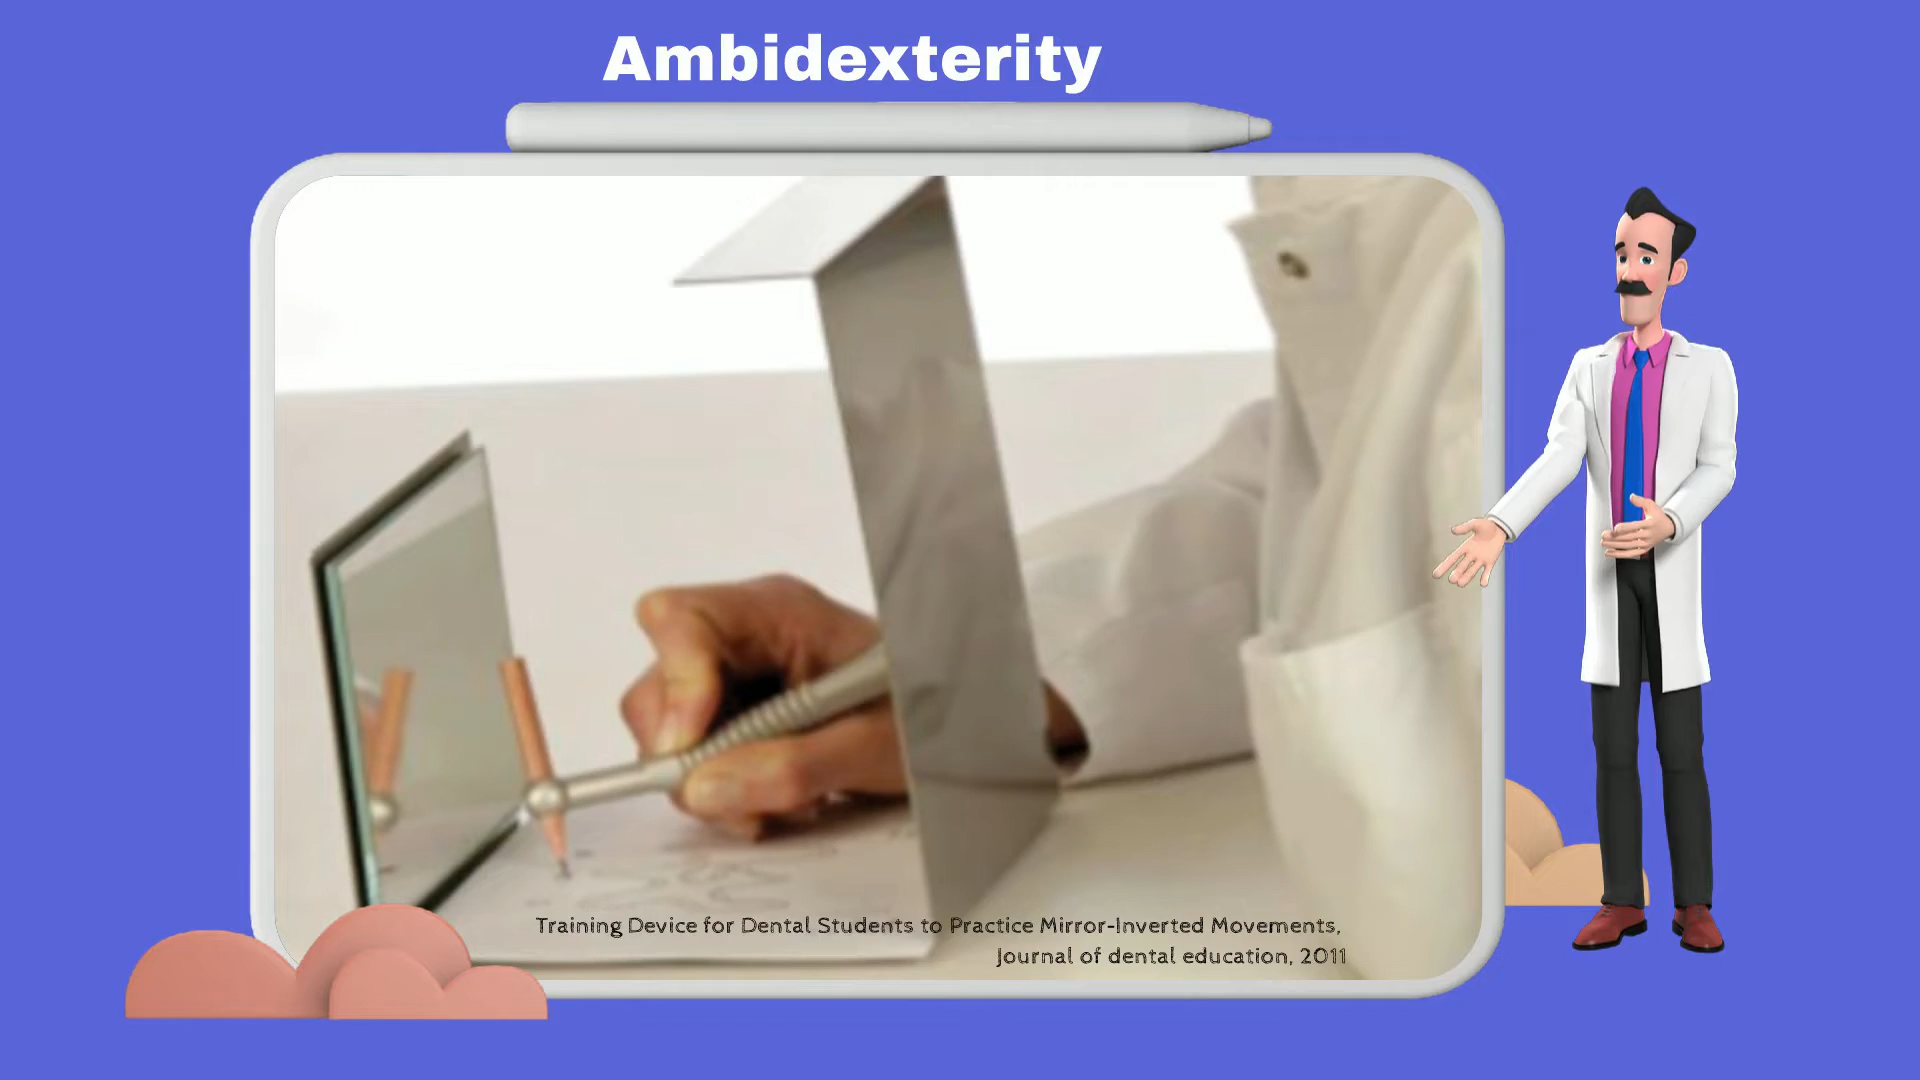 Ambidexterity
Training Device for Dental Students to Practice Mirror-Inverted Movements,
Journal of dental education, 2011